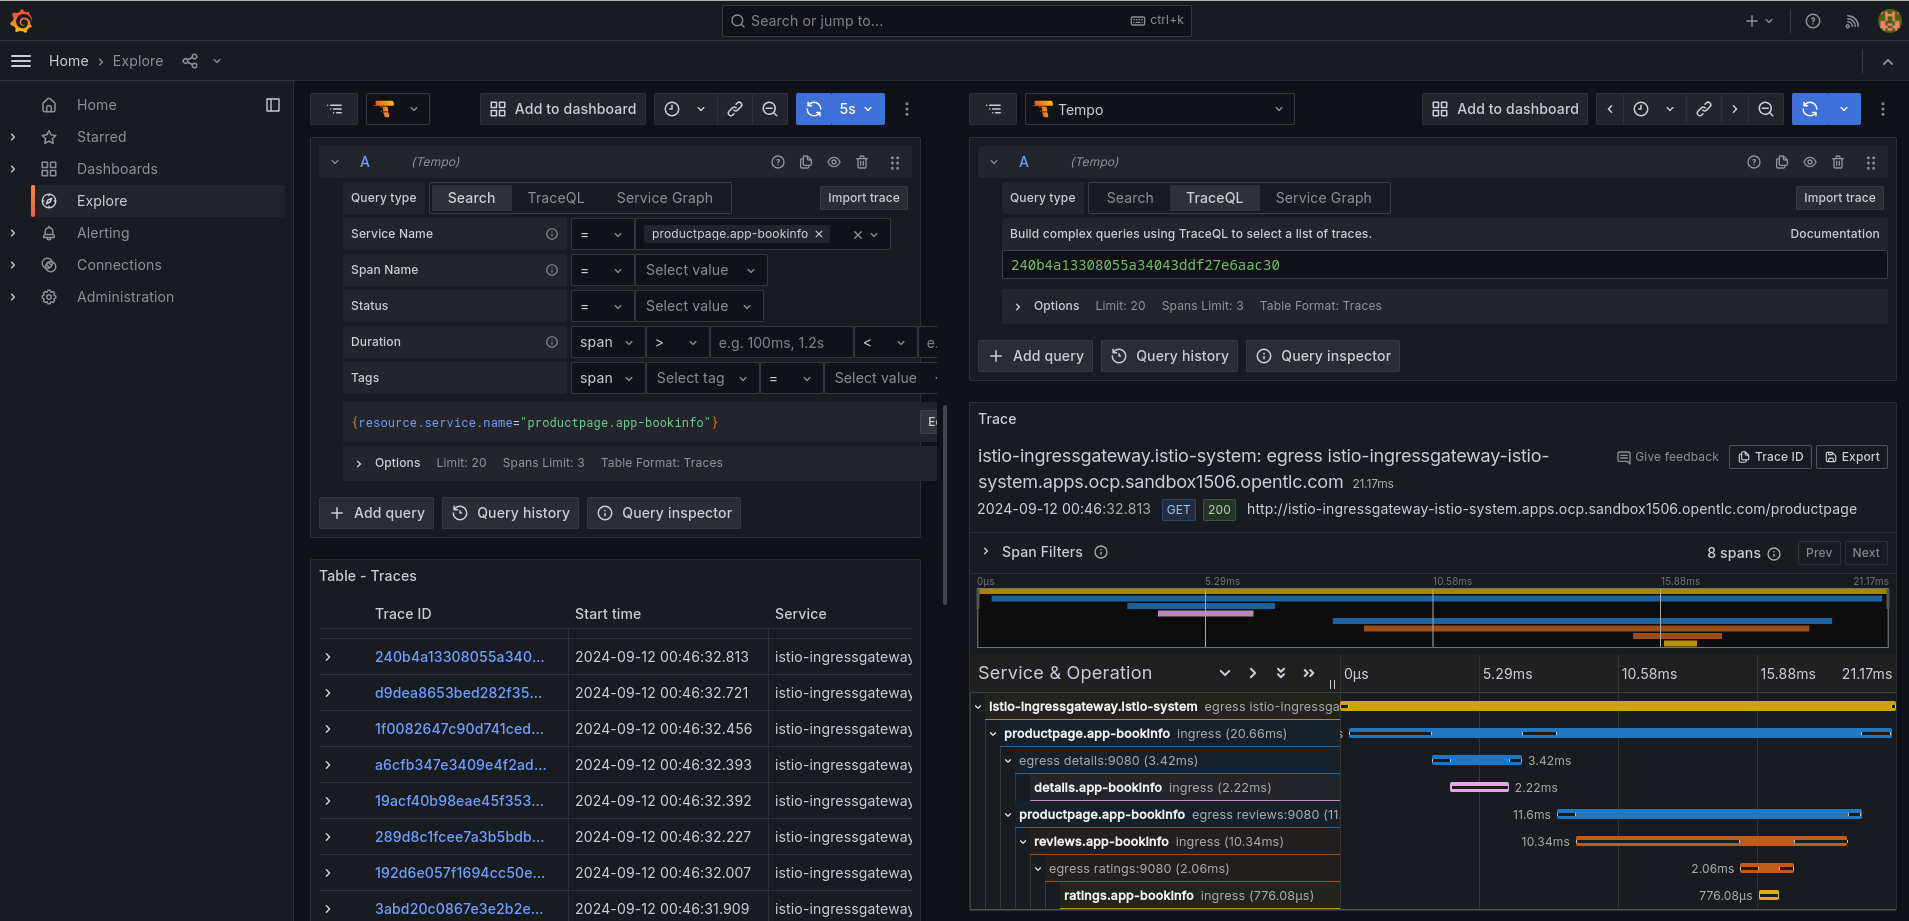 Search or jump to... ctrl+k
Home › Explore
Home
Starred
Dashboards
Explore
Alerting
Connections
Administration
Add to dashboard 5s
A (Tempo)
Query type Search TraceQL Service Graph Import trace
Service Name = productpage.app-bookinfo
Span Name = Select value
Status = Select value
Duration span > e.g. 100ms, 1.2s < e.
Tags span Select tag = Select value
{resource.service.name="productpage.app-bookinfo"}
Options Limit: 20 Spans Limit: 3 Table Format: Traces
Add query Query history Query inspector
Table - Traces
Trace ID Start time Service
240b4a13308055a340... 2024-09-12 00:46:32.813 istio-ingressgateway
d9dea8653bed282f35... 2024-09-12 00:46:32.721 istio-ingressgateway
1f0082647c90d741ced... 2024-09-12 00:46:32.456 istio-ingressgateway
a6cfb347e3409e4f2ad... 2024-09-12 00:46:32.393 istio-ingressgateway
19acf40b98eae45f353... 2024-09-12 00:46:32.392 istio-ingressgateway
289d8c1fcee7a3b5bdb... 2024-09-12 00:46:32.227 istio-ingressgateway
192d6e057f1694cc50e... 2024-09-12 00:46:32.007 istio-ingressgateway
3abd20c0867e3e2b2e... 2024-09-12 00:46:31.909 istio-ingressgateway
Tempo Add to dashboard
A (Tempo)
Query type Search TraceQL Service Graph Import trace
Build complex queries using TraceQL to select a list of traces. Documentation
240b4a13308055a34043ddf27e6aac30
Options Limit: 20 Spans Limit: 3 Table Format: Traces
Add query Query history Query inspector
Trace
istio-ingressgateway.istio-system: egress istio-ingressgateway-istio-
system.apps.ocp.sandbox1506.opentlc.com 21.17ms
Give feedback Trace ID Export
2024-09-12 00:46:32.813 GET 200 http://istio-ingressgateway-istio-system.apps.ocp.sandbox1506.opentlc.com/productpage
Span Filters 8 spans Prev Next
0µs 5.29ms 10.58ms 15.88ms 21.17ms
Service & Operation 0µs 5.29ms 10.58ms 15.88ms 21.17ms
istio-ingressgateway.istio-system egress istio-ingressga
productpage.app-bookinfo ingress (20.66ms)
egress details:9080 (3.42ms) 3.42ms
details.app-bookinfo ingress (2.22ms) 2.22ms
productpage.app-bookinfo egress reviews:9080 (11. 11.6ms
reviews.app-bookinfo ingress (10.34ms) 10.34ms
egress ratings:9080 (2.06ms) 2.06ms
ratings.app-bookinfo ingress (776.08µs) 776.08µs